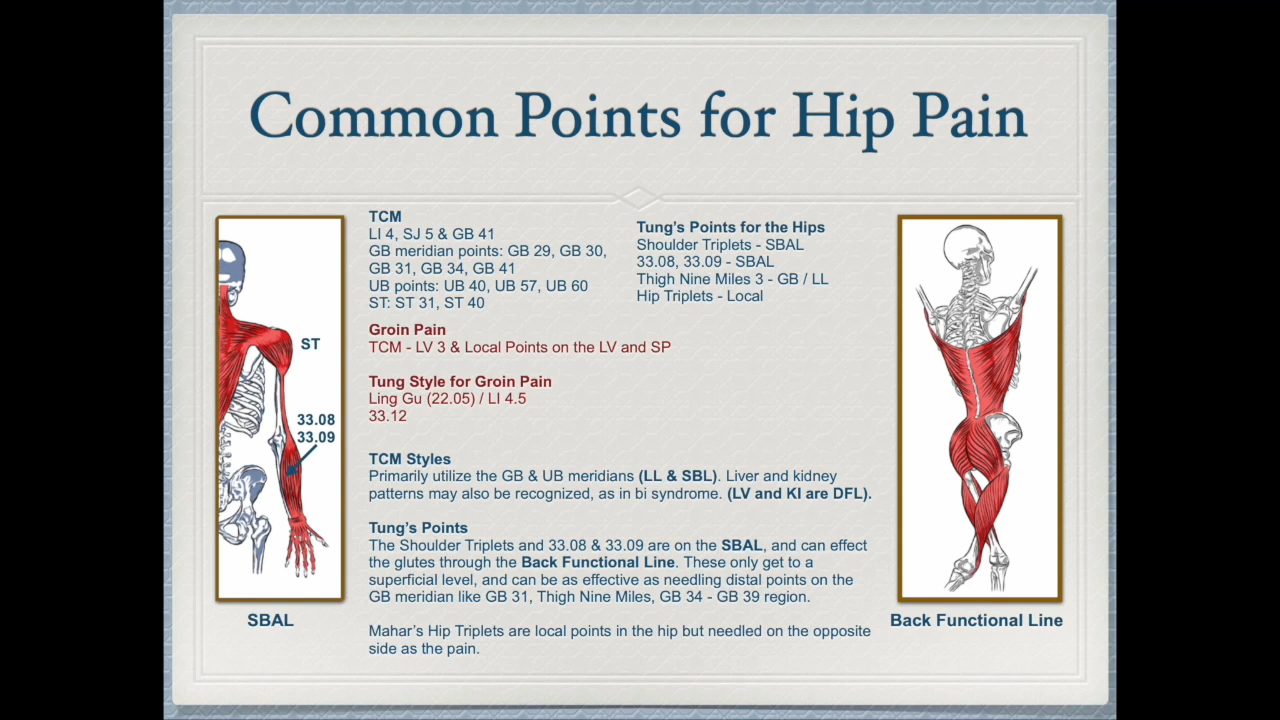 Common Points for Hip Pain
TCM
LI 4, SJ 5 & GB 41
GB meridian points: GB 29, GB 30,
GB 31, GB 34, GB 41
UB points: UB 40, UB 57, UB 60
ST: ST 31, ST 40
Tung's Points for the Hips
Shoulder Triplets - SBAL
33.08, 33.09 - SBAL
Thigh Nine Miles 3 - GB / LL
Hip Triplets - Local
Groin Pain
TCM - LV 3 & Local Points on the LV and SP
Tung Style for Groin Pain
Ling Gu (22.05) / LI 4.5
33.12
TCM Styles
Primarily utilize the GB & UB meridians (LL & SBL). Liver and kidney
patterns may also be recognized, as in bi syndrome. (LV and KI are DFL).
Tung's Points
The Shoulder Triplets and 33.08 & 33.09 are on the SBAL, and can effect
the glutes through the Back Functional Line. These only get to a
superficial level, and can be as effective as needling distal points on the
GB meridian like GB 31, Thigh Nine Miles, GB 34 - GB 39 region.
Mahar's Hip Triplets are local points in the hip but needled on the opposite
side as the pain.
ST
33.08
33.09
SBAL
Back Functional Line